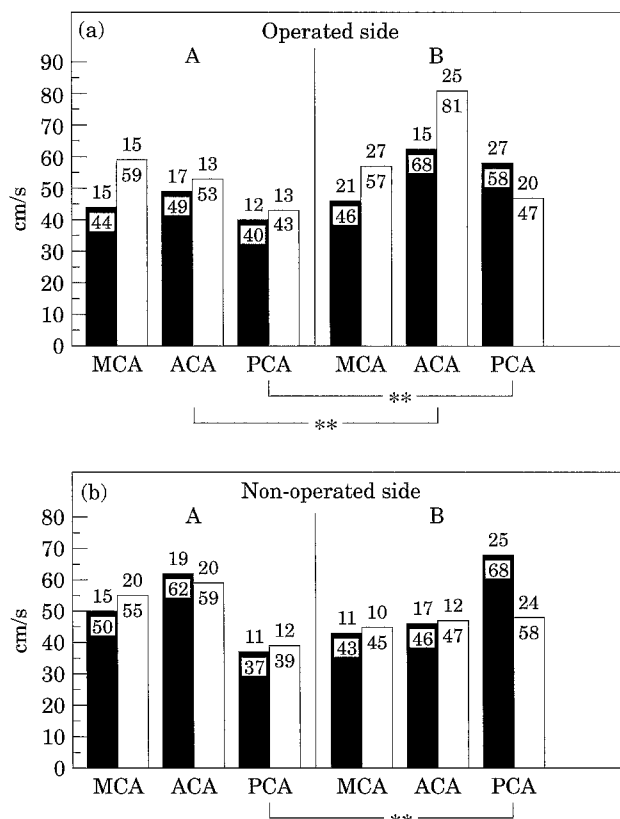 (a) Operated side
A B
cm/s
90
80
70
60
50
40
30
20
10
0
15 15 17 13 12 13 21 27 15 25 27 20
44 59 49 53 40 43 46 57 68 81 58 47
MCA ACA PCA MCA ACA PCA
**
**
(b) Non-operated side
A B
cm/s
80
70
60
50
40
30
20
10
0
15 20 19 20 11 12 11 10 17 12 25 24
50 55 62 59 37 39 43 45 46 47 68 58
MCA ACA PCA MCA ACA PCA
**